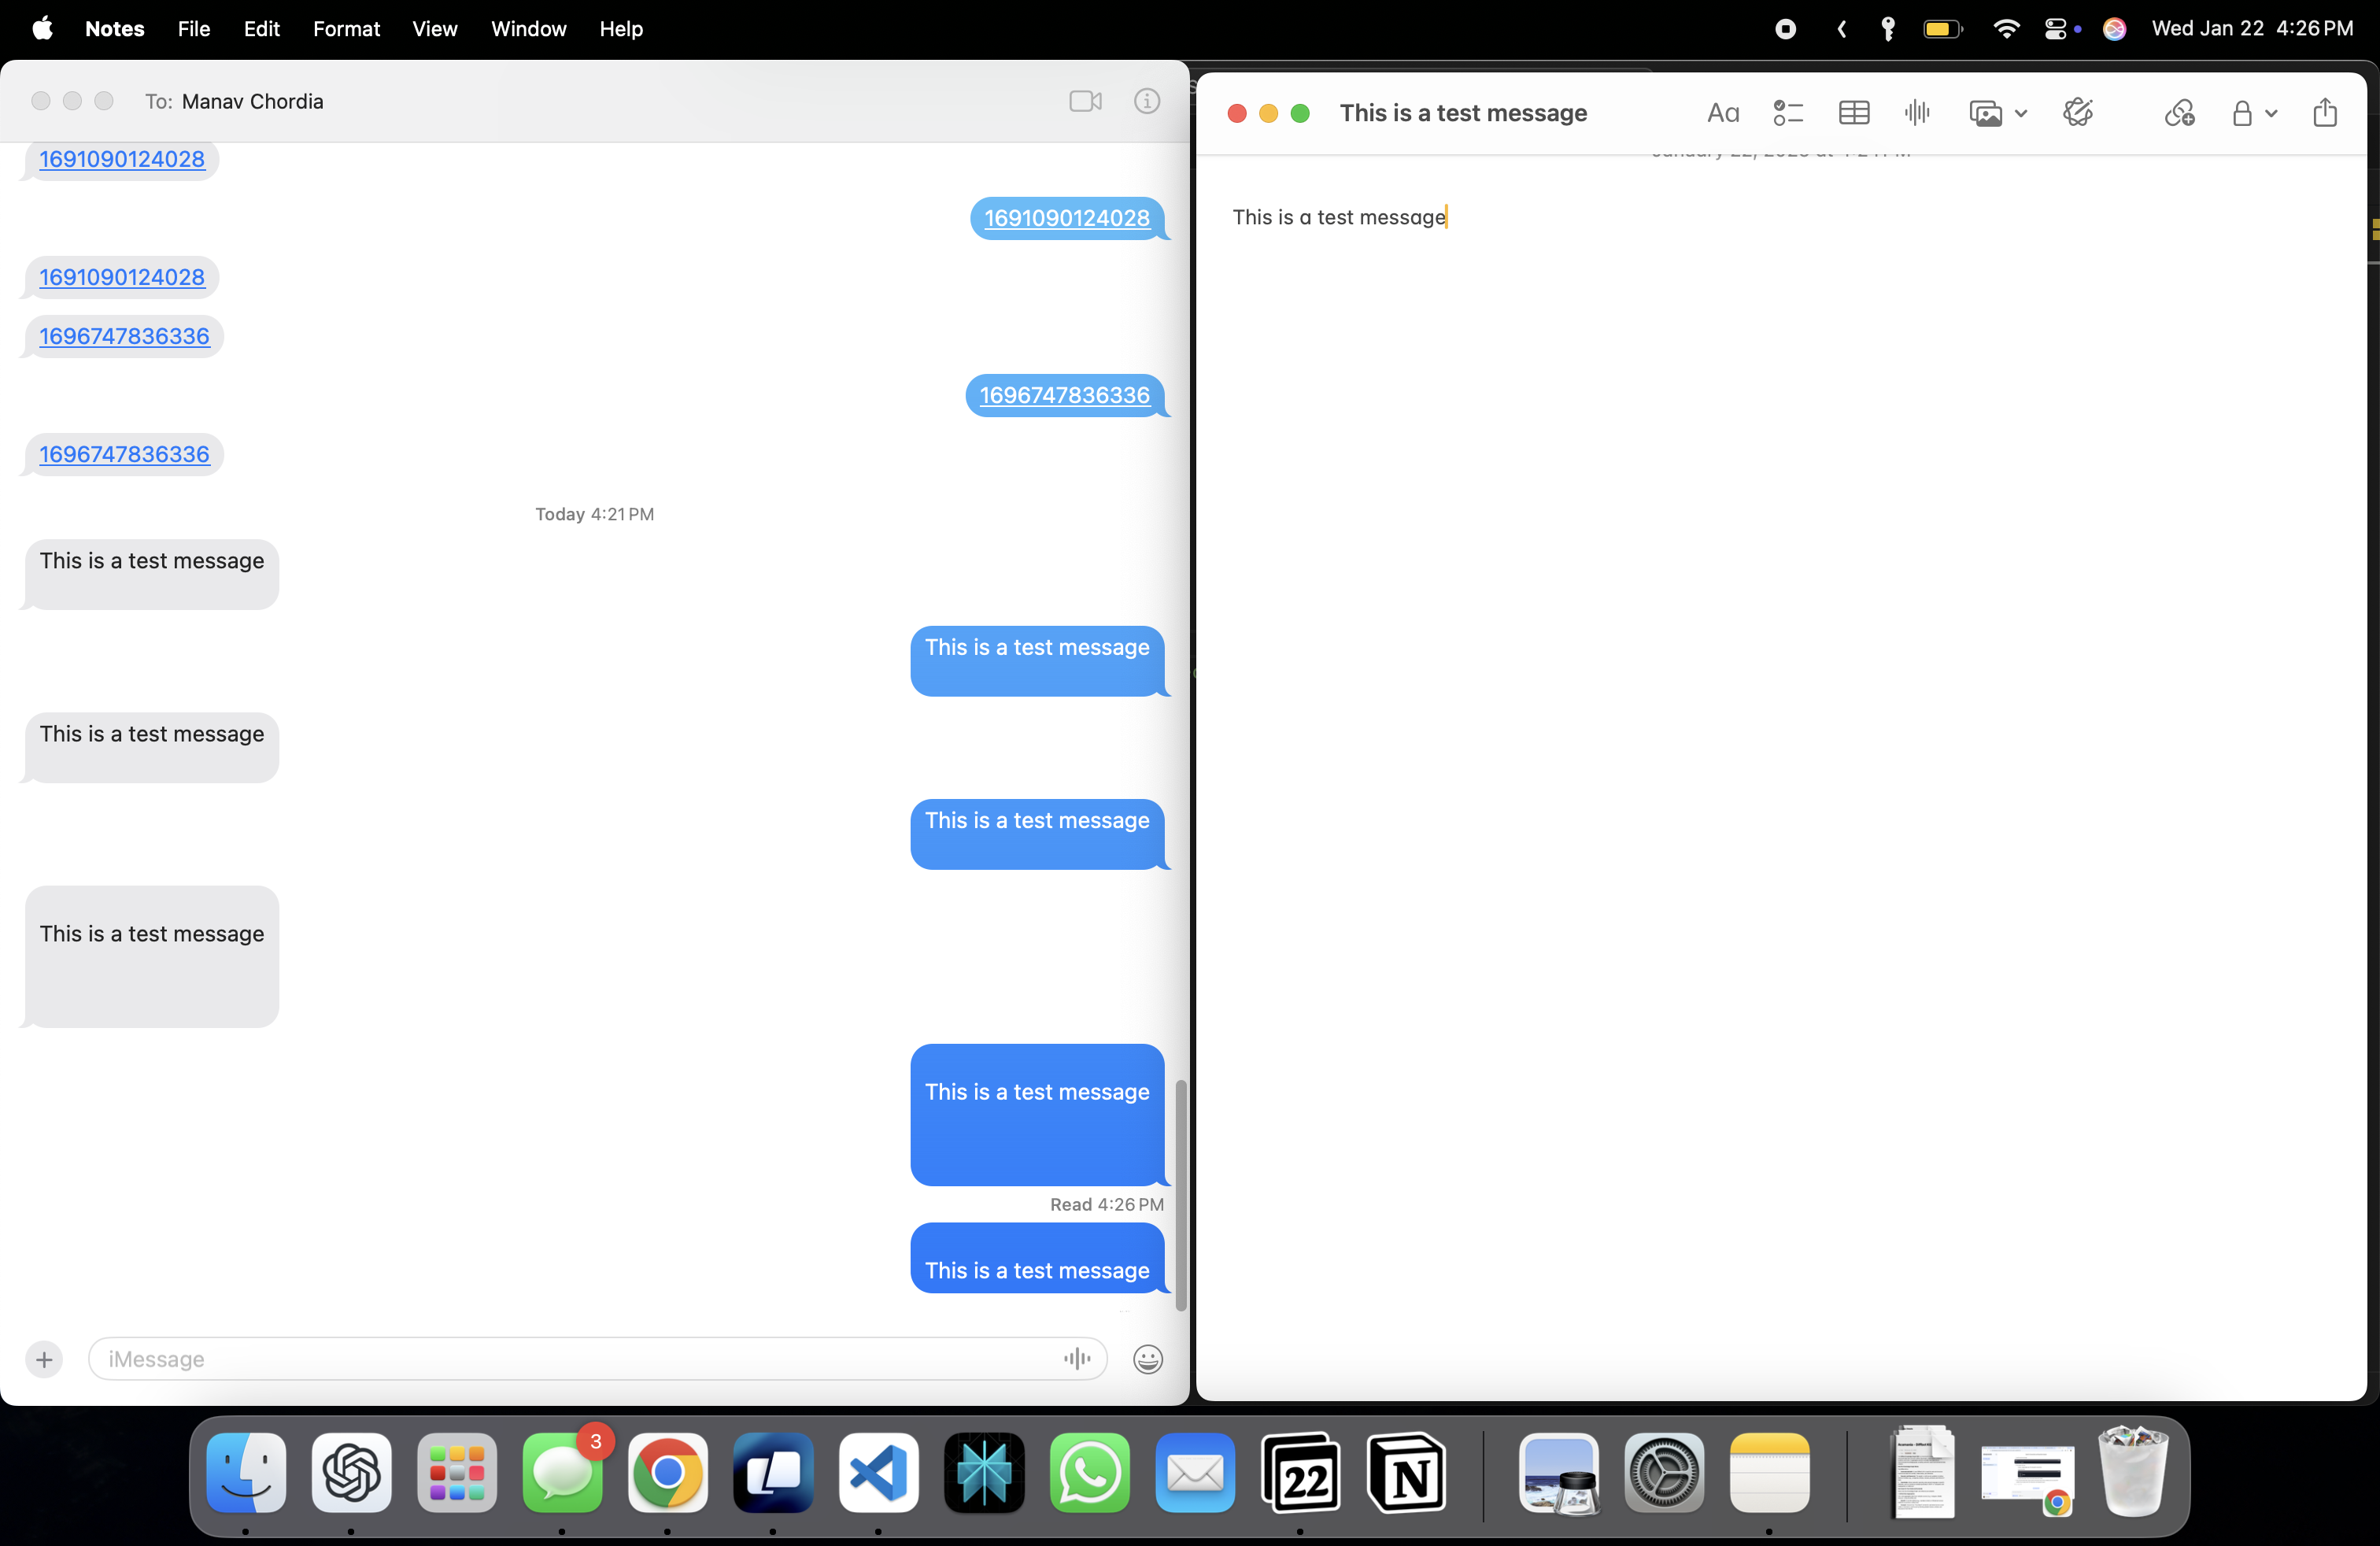 Notes File Edit Format View Window Help Wed Jan 22 4:26 PM
To: Manav Chordia
1691090124028
1691090124028
1691090124028
1696747836336
1696747836336
1696747836336
Today 4:21 PM
This is a test message
This is a test message
This is a test message
This is a test message
This is a test message
This is a test message
Read 4:26 PM
This is a test message
iMessage
This is a test message
Aa
This is a test message
3
22
N